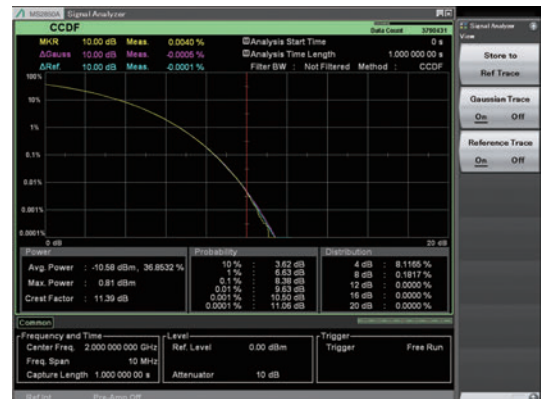 MS2850A Signal Analyzer
CCDF
Data Count 3790431
MKR 10.00 dB Meas. 0.0040 % Analysis Start Time 0 s
ΔGauss 10.00 dB Meas. -0.0005 % Analysis Time Length 1.000 000 00 s
ΔRef. 10.00 dB Meas. -0.0001 % Filter BW : Not Filtered Method : CCDF
100%
10%
1%
0.1%
0.01%
0.001%
0.0001%
0 dB 20 dB
Power Probability Distribution
Avg. Power : -10.58 dBm, 36.8532 %
Max. Power : 0.81 dBm
Crest Factor : 11.39 dB
10 % : 3.62 dB
1 % : 6.63 dB
0.1 % : 8.38 dB
0.01 % : 9.63 dB
0.001 % : 10.50 dB
0.0001 % : 11.06 dB
4 dB : 8.1165 %
8 dB : 0.1817 %
12 dB : 0.0000 %
16 dB : 0.0000 %
20 dB : 0.0000 %
Common
Frequency and Time
Center Freq. 2.000 000 000 GHz
Freq. Span 10 MHz
Capture Length 1.000 000 00 s
Level
Ref. Level 0.00 dBm
Attenuator 10 dB
Trigger
Trigger Free Run
Ref.Int Pre-Amp Off
Signal Analyzer
View
Store to
Ref Trace
Gaussian Trace
On Off
Reference Trace
On Off